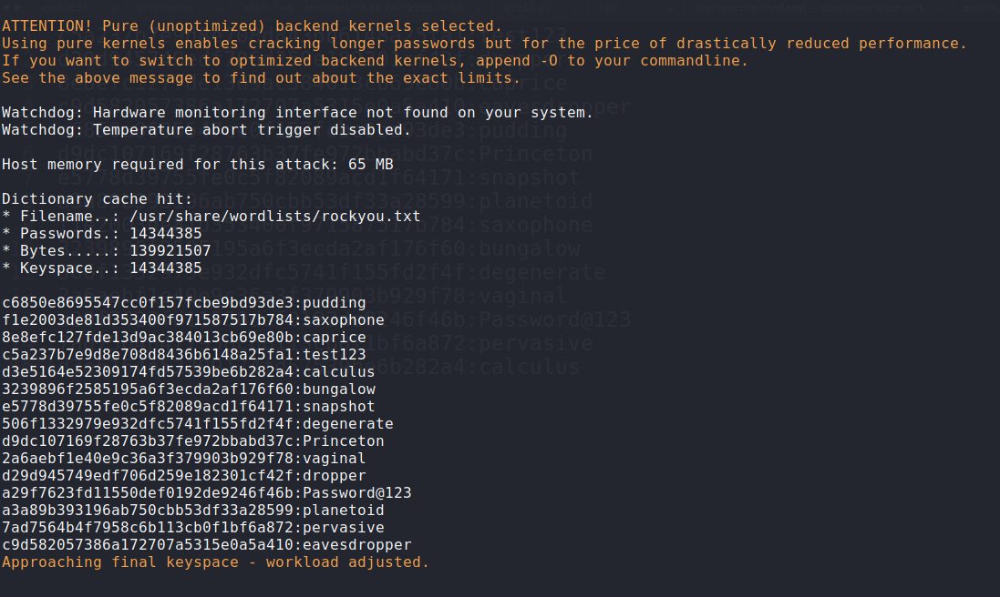 ATTENTION! Pure (unoptimized) backend kernels selected.
Using pure kernels enables cracking longer passwords but for the price of drastically reduced performance.
If you want to switch to optimized backend kernels, append -O to your commandline.
See the above message to find out about the exact limits.
Watchdog: Hardware monitoring interface not found on your system.
Watchdog: Temperature abort trigger disabled.
Host memory required for this attack: 65 MB
Dictionary cache hit:
* Filename..: /usr/share/wordlists/rockyou.txt
* Passwords.: 14344385
* Bytes.....: 139921507
* Keyspace..: 14344385
c6850e8695547cc0f157fcbe9bd93de3:pudding
f1e2003de81d353400f971587517b784:saxophone
8e8efc127fde13d9ac384013cb69e80b:caprice
c5a237b7e9d8e708d8436b6148a25fa1:test123
d3e5164e52309174fd57539be6b282a4:calculus
3239896f2585195a6f3ecda2af176f60:bungalow
e5778d39755fe0c5f82089acd1f64171:snapshot
506f1332979e932dfc5741f155fd2f4f:degenerate
d9dc107169f28763b37fe972bbabd37c:Princeton
2a6aebf1e40e9c36a3f379903b929f78:vaginal
d29d945749edf706d259e182301cf42f:dropper
a29f7623fd11550def0192de9246f46b:Password@123
a3a89b393196ab750cbb53df33a28599:planetoid
7ad7564b4f7958c6b113cb0f1bf6a872:pervasive
c9d582057386a172707a5315e0a5a410:eavesdropper
Approaching final keyspace - workload adjusted.